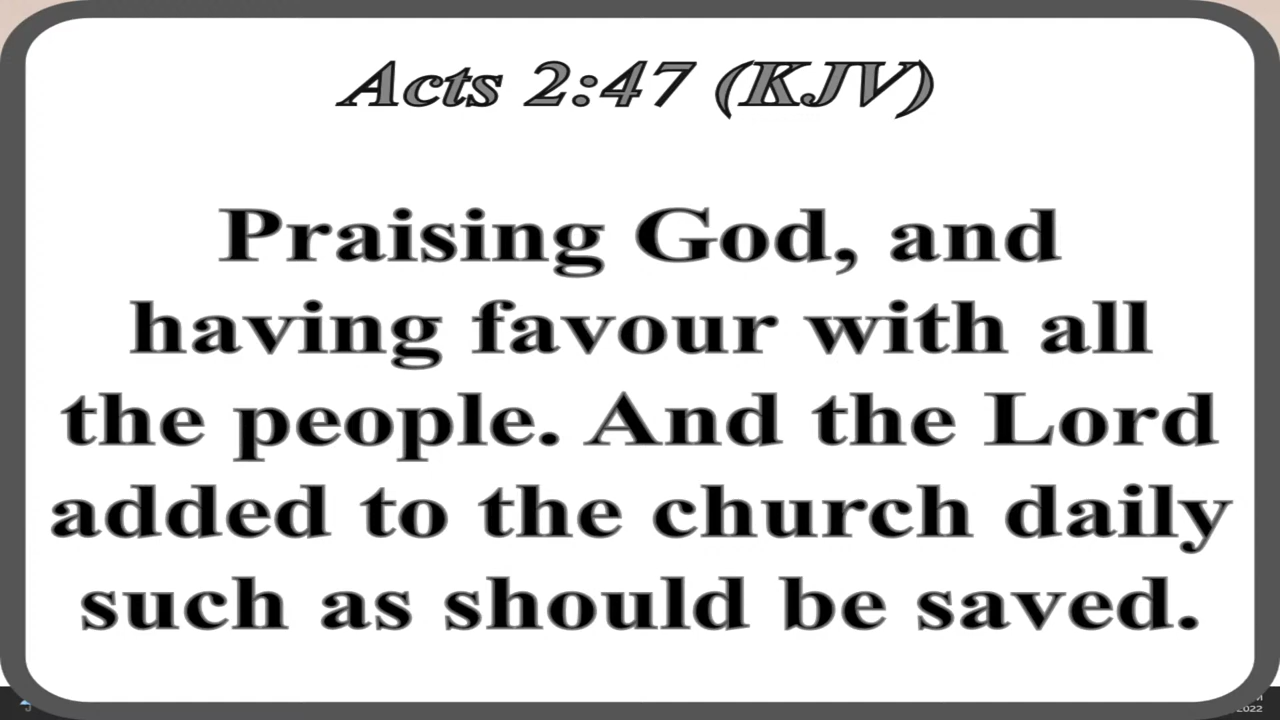 Acts 2:47 (KJV)
Praising God, and
having favour with all
the people. And the Lord
added to the church daily
such as should be saved.
2022